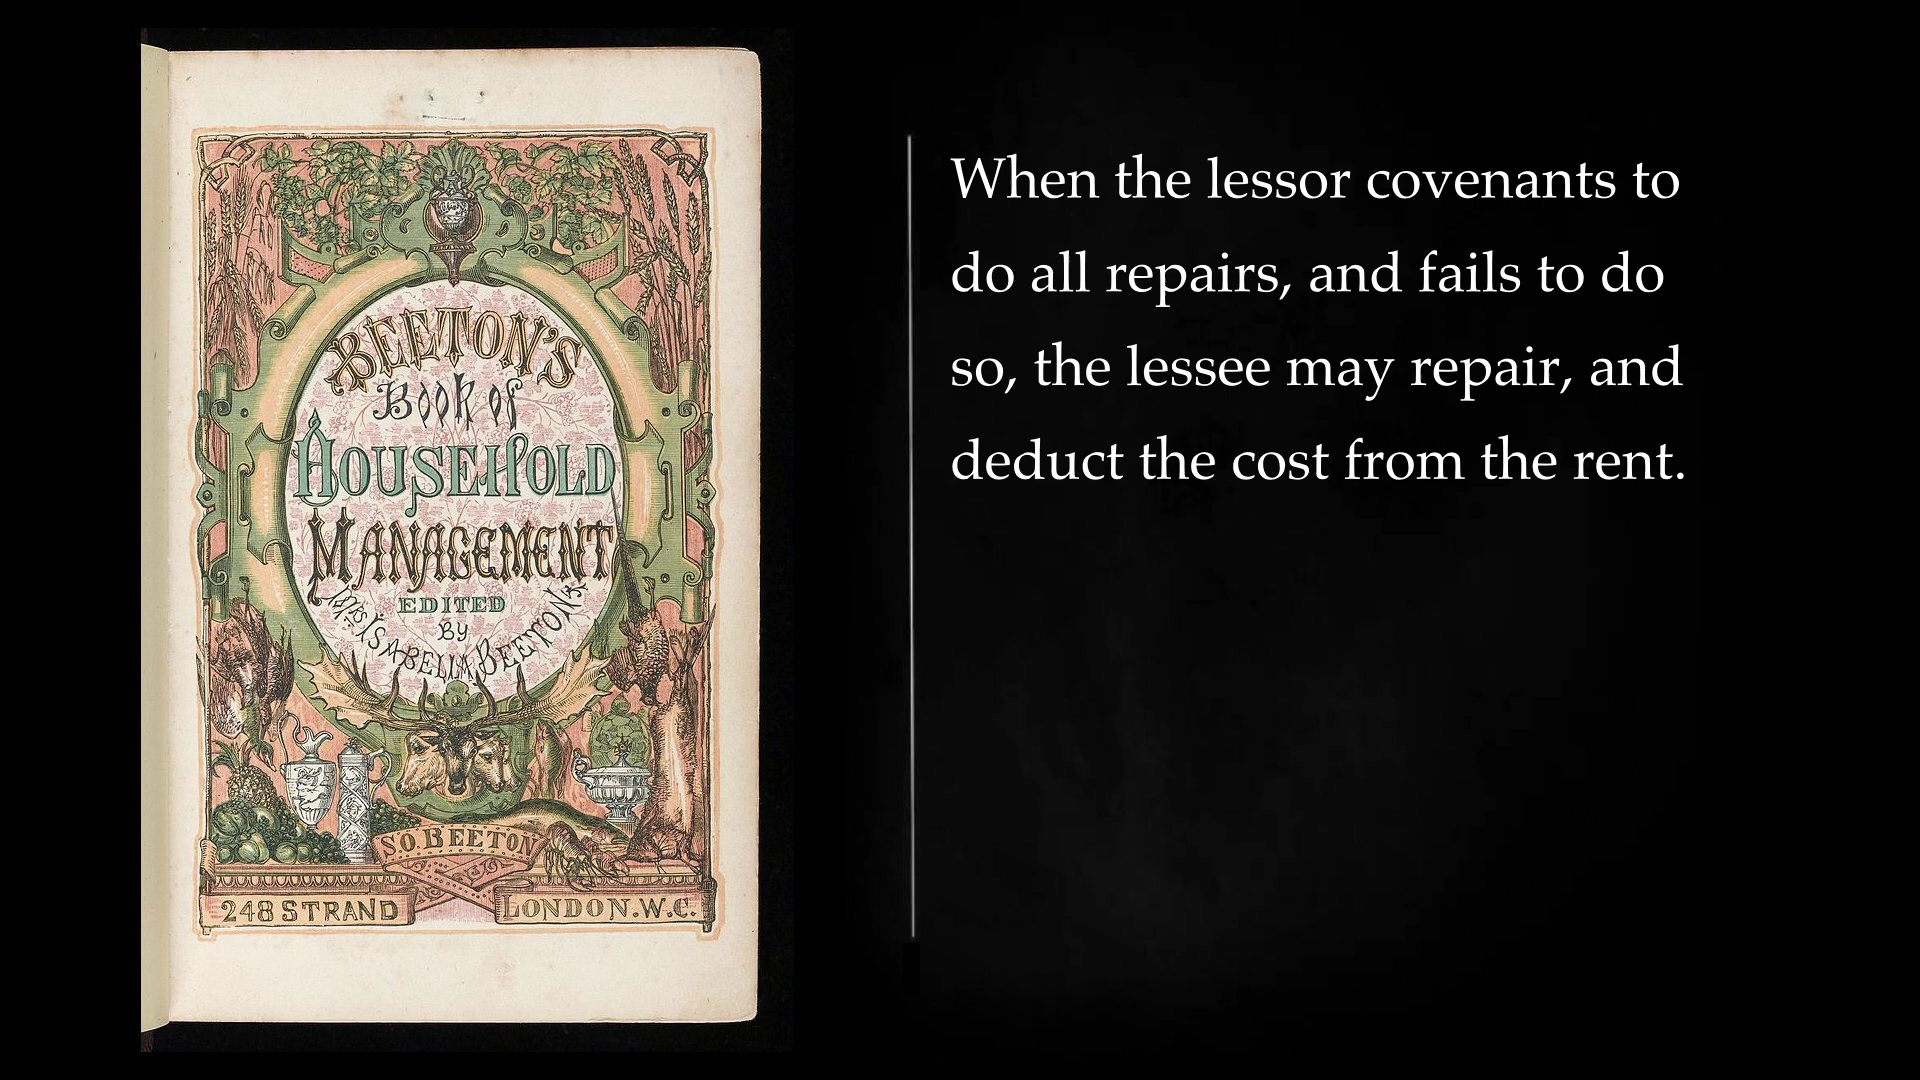 BEETON'S
Book of
HOUSEHOLD
MANAGEMENT
EDITED
By
MRS ISABELLA BEETON
S.O. BEETON
248 STRAND
LONDON. W.C.
When the lessor covenants to
do all repairs, and fails to do
so, the lessee may repair, and
deduct the cost from the rent.